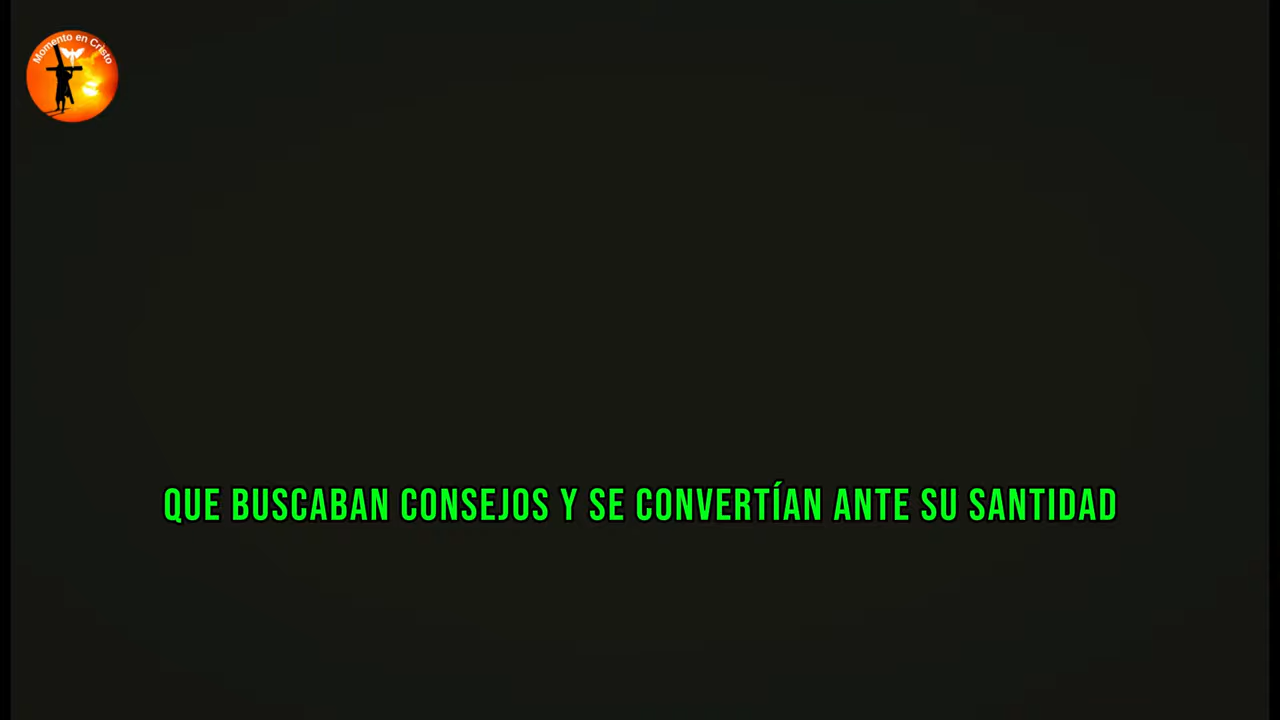 Momento en Cristo
QUE BUSCABAN CONSEJOS Y SE CONVERTÍAN ANTE SU SANTIDAD